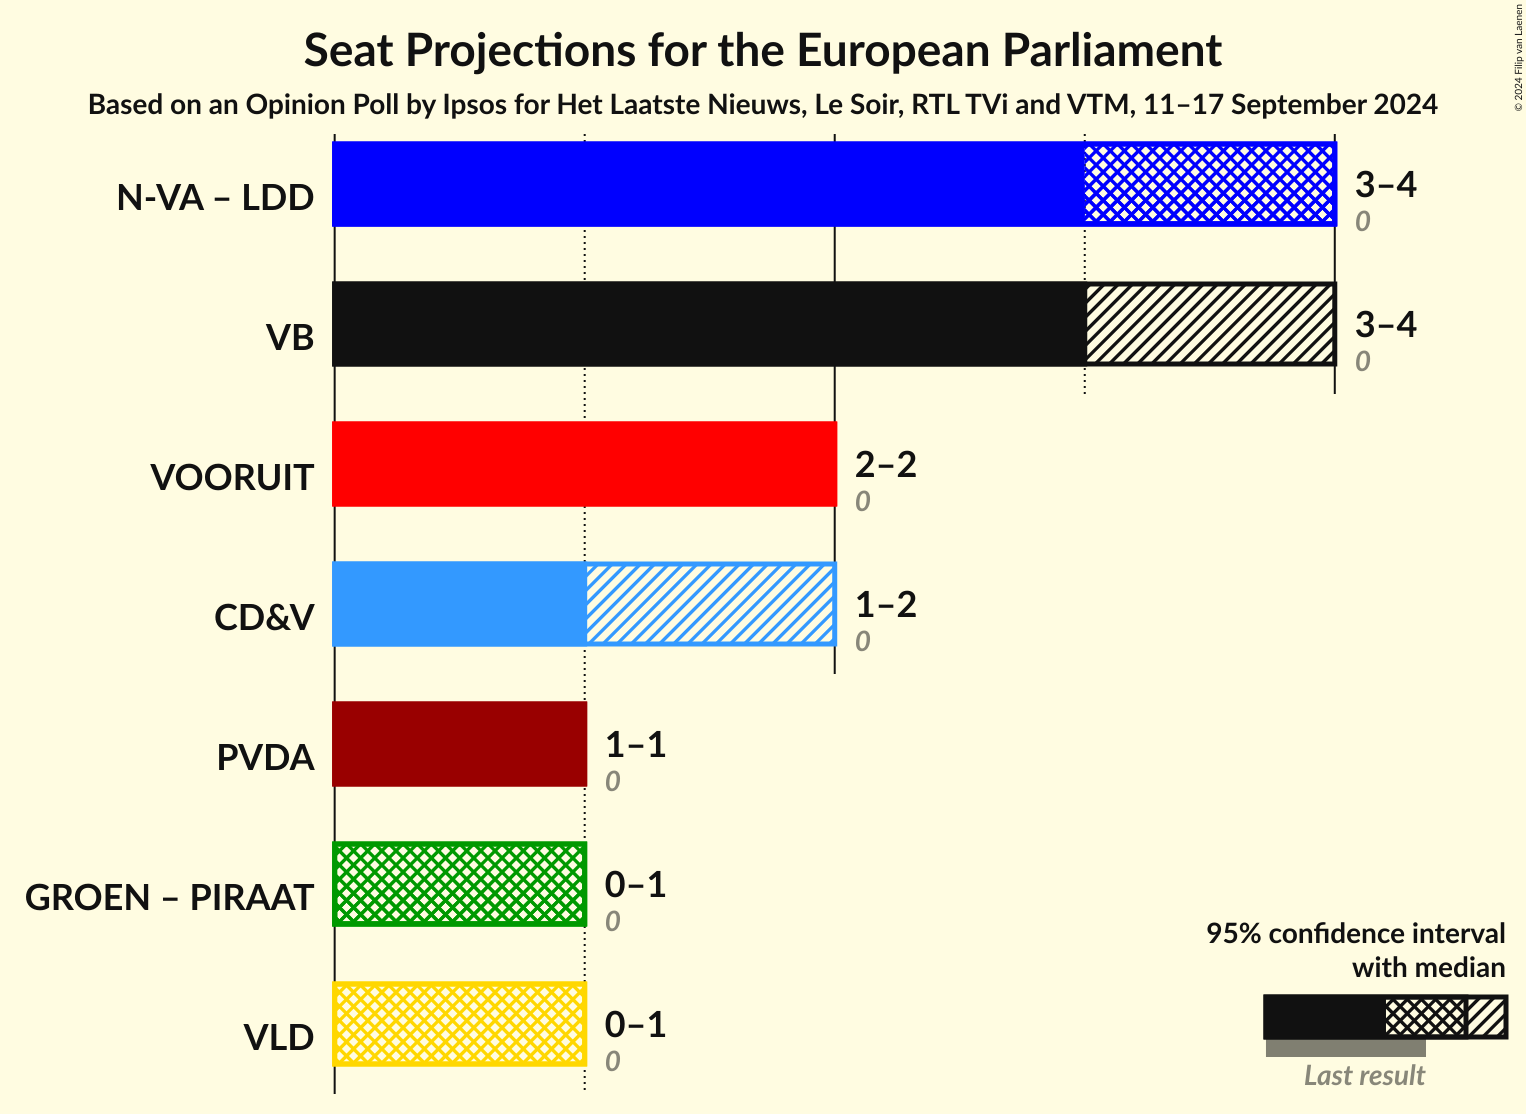 Seat Projections for the European Parliament
Based on an Opinion Poll by Ipsos for Het Laatste Nieuws, Le Soir, RTL TVi and VTM, 11–17 September 2024
© 2024 Filip van Laenen
N-VA – LDD
3–4
0
VB
3–4
0
VOORUIT
2–2
0
CD&V
1–2
0
PVDA
1–1
0
GROEN – PIRAAT
0–1
0
VLD
0–1
0
95% confidence interval
with median
Last result